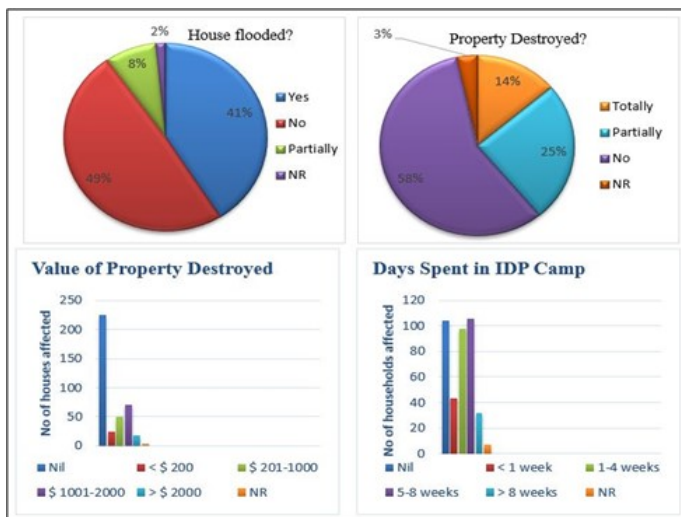 House flooded?
2%
8%
41%
49%
Yes
No
Partially
NR
Property Destroyed?
3%
14%
25%
58%
Totally
Partially
No
NR
Value of Property Destroyed
No of houses affected
250
200
150
100
50
0
Nil
< $ 200
$ 201-1000
$ 1001-2000
> $ 2000
NR
Days Spent in IDP Camp
No of households affected
120
100
80
60
40
20
0
Nil
< 1 week
1-4 weeks
5-8 weeks
> 8 weeks
NR